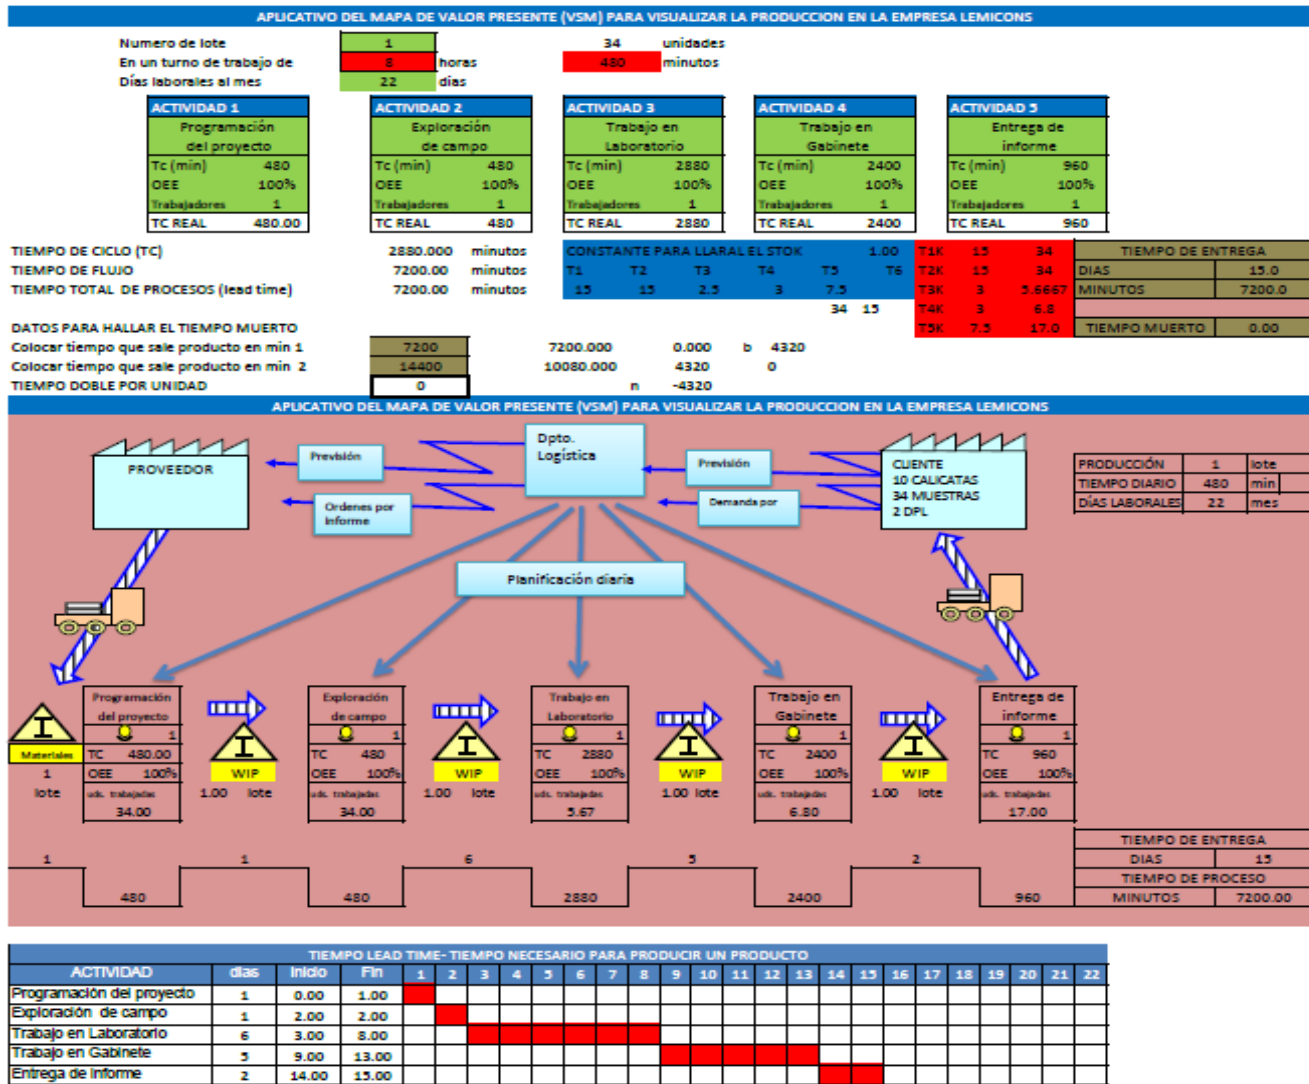 APLICATIVO DEL MAPA DE VALOR PRESENTE (VSM) PARA VISUALIZAR LA PRODUCCION EN LA EMPRESA LEMICONS
Numero de lote 1 34 unidades
En un turno de trabajo de 8 horas 480 minutos
Días laborales al mes 22 días
ACTIVIDAD 1 ACTIVIDAD 2 ACTIVIDAD 3 ACTIVIDAD 4 ACTIVIDAD 5
Programación Exploración Trabajo en Trabajo en Entrega de
del proyecto de campo Laboratorio Gabinete informe
Tc (min) 480 Tc (min) 480 Tc (min) 2880 Tc (min) 2400 Tc (min) 960
OEE 100% OEE 100% OEE 100% OEE 100% OEE 100%
Trabajadores 1 Trabajadores 1 Trabajadores 1 Trabajadores 1 Trabajadores 1
TC REAL 480.00 TC REAL 480 TC REAL 2880 TC REAL 2400 TC REAL 960
TIEMPO DE CICLO (TC) 2880.000 minutos CONSTANTE PARA LLARAL EL STOK 1.00 T1K 15 34 TIEMPO DE ENTREGA
TIEMPO DE FLUJO 7200.00 minutos T1 T2 T3 T4 T5 T6 T2K 15 34 DIAS 15.0
TIEMPO TOTAL DE PROCESOS (lead time) 7200.00 minutos 15 15 2.5 3 7.5 T3K 3 5.6667 MINUTOS 7200.0
34 15 T4K 3 6.8
DATOS PARA HALLAR EL TIEMPO MUERTO T5K 7.5 17.0 TIEMPO MUERTO 0.00
Colocar tiempo que sale producto en min 1 7200 7200.000 0.000 b 4320
Colocar tiempo que sale producto en min 2 14400 10080.000 4320 0
TIEMPO DOBLE POR UNIDAD 0 n -4320
APLICATIVO DEL MAPA DE VALOR PRESENTE (VSM) PARA VISUALIZAR LA PRODUCCION EN LA EMPRESA LEMICONS
PROVEEDOR
Previsión
Ordenes por
Informe
Dpto.
Logística
Previsión
Demanda por
CLIENTE
10 CALICATAS
34 MUESTRAS
2 DPL
PRODUCCIÓN 1 lote
TIEMPO DIARIO 480 min
DÍAS LABORALES 22 mes
Planificación diaria
Programación Exploración Trabajo en Trabajo en Entrega de
del proyecto de campo Laboratorio Gabinete informe
I 1 I 1 I 1 I 1 I 1
Materiales TC 480.00 WIP TC 480 WIP TC 2880 WIP TC 2400 WIP TC 960
1 OEE 100% OEE 100% OEE 100% OEE 100% OEE 100%
lote uds. trabajadas 1.00 lote uds. trabajadas 1.00 lote uds. trabajadas 1.00 lote uds. trabajadas 1.00 lote uds. trabajadas
34.00 34.00 5.67 6.80 17.00
TIEMPO DE ENTREGA
1 1 6 5 2 DIAS 15
TIEMPO DE PROCESO
480 480 2880 2400 960 MINUTOS 7200.00
TIEMPO LEAD TIME- TIEMPO NECESARIO PARA PRODUCIR UN PRODUCTO
ACTIVIDAD días Inicio Fin 1 2 3 4 5 6 7 8 9 10 11 12 13 14 15 16 17 18 19 20 21 22
Programación del proyecto 1 0.00 1.00
Exploración de campo 1 2.00 2.00
Trabajo en Laboratorio 6 3.00 8.00
Trabajo en Gabinete 5 9.00 13.00
Entrega de Informe 2 14.00 15.00